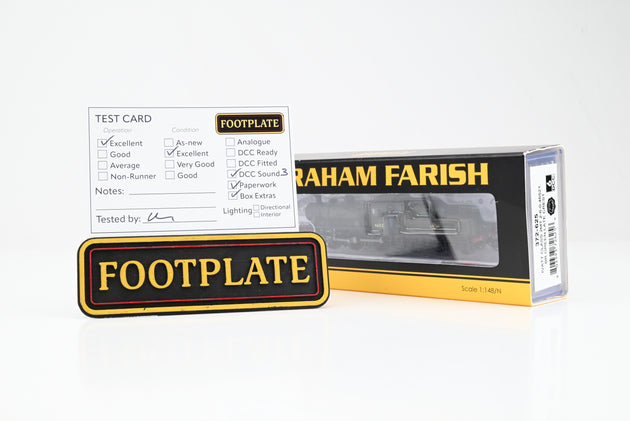 TEST CARD
FOOTPLATE
Operation
Condition
Excellent
Good
Average
Non-Runner
As-new
Excellent
Very Good
Good
Analogue
DCC Ready
DCC Fitted
DCC Sound 3
Paperwork
Box Extras
Notes:
Lighting
Directional
Interior
Tested by:
FOOTPLATE
RAHAM FARISH
Scale 1:148/N
372-625